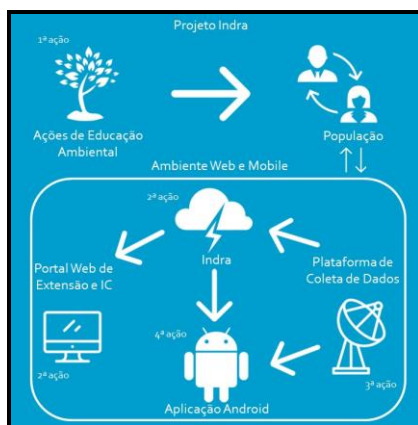 Projeto Indra
1ª ação
Ações de Educação
Ambiental
População
Ambiente Web e Mobile
2ª ação
Indra
Portal Web de
Extensão e IC
Plataforma de
Coleta de Dados
4ª ação
2ª ação
3ª ação
Aplicação Android